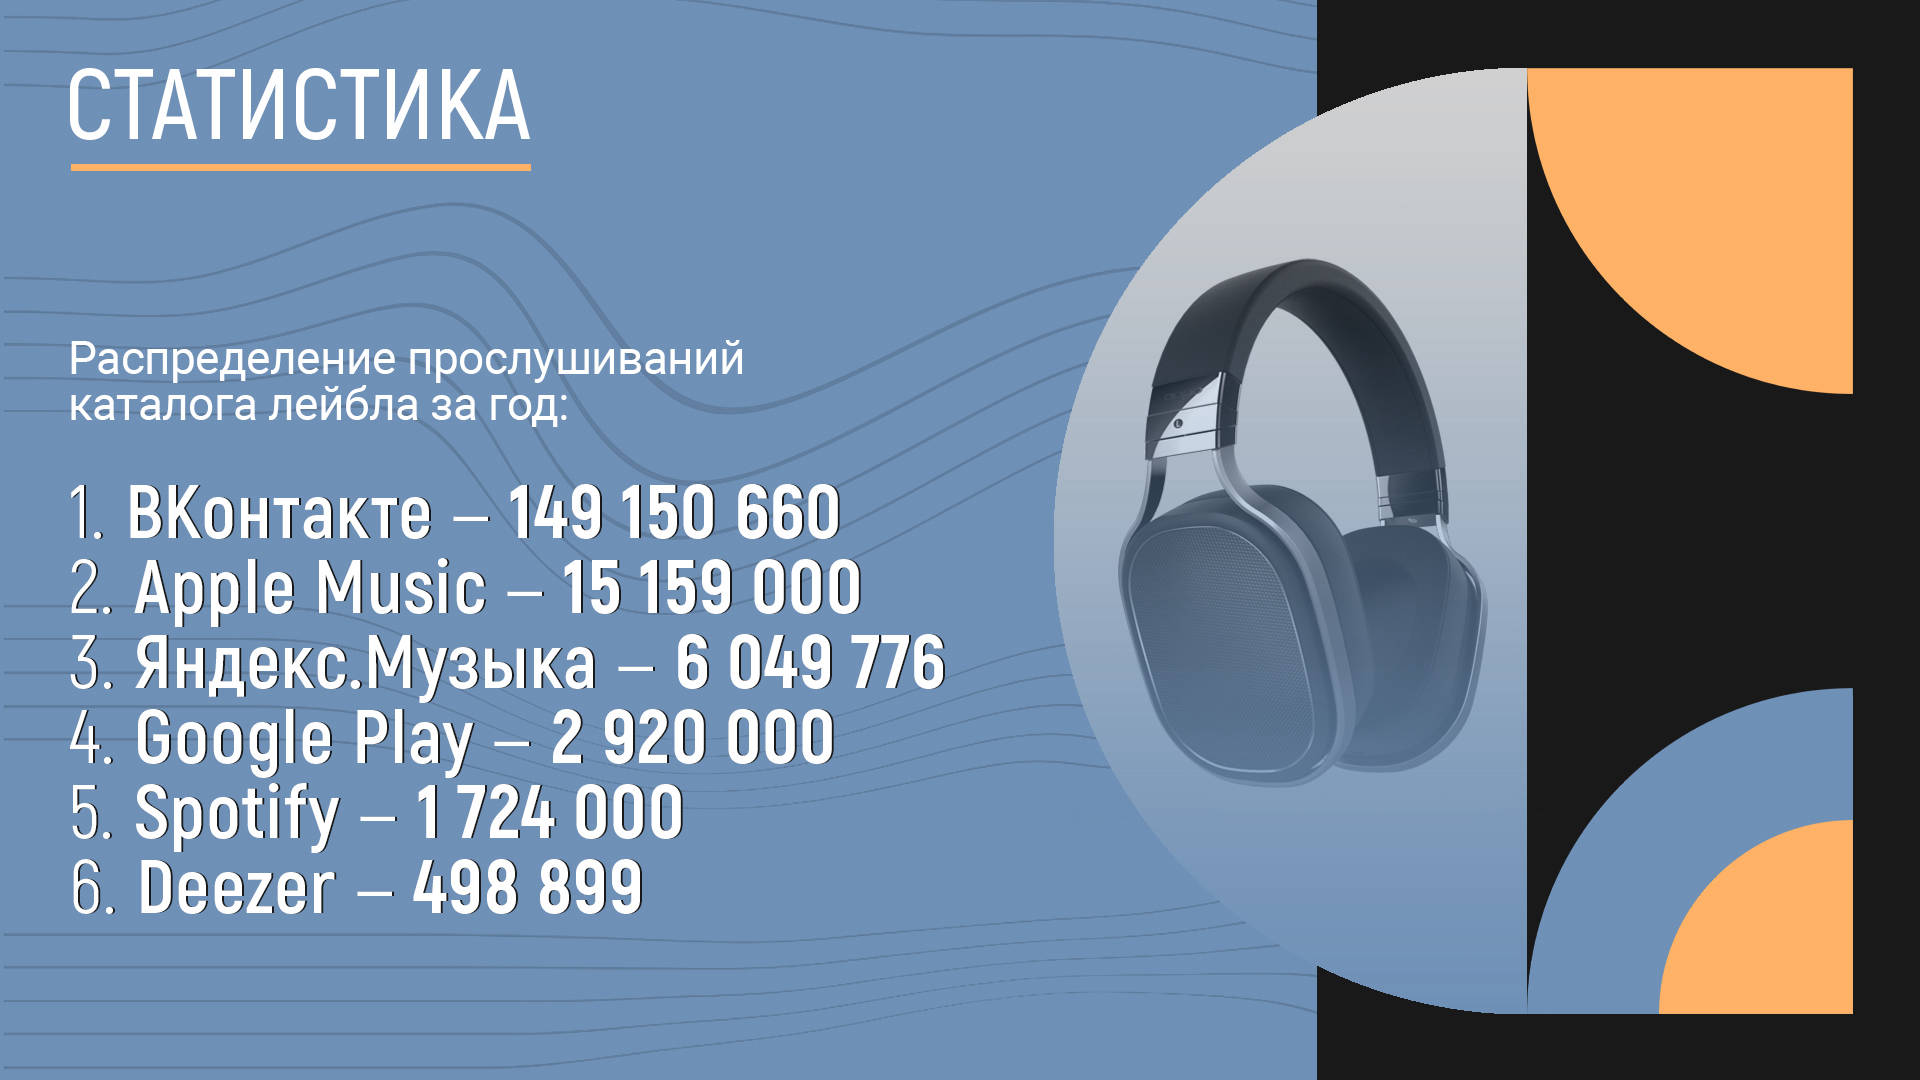 СТАТИСТИКА
Распределение прослушиваний
каталога лейбла за год:
1. ВКонтакте – 149 150 660
2. Apple Music – 15 159 000
3. Яндекс.Музыка – 6 049 776
4. Google Play – 2 920 000
5. Spotify – 1 724 000
6. Deezer – 498 899
L